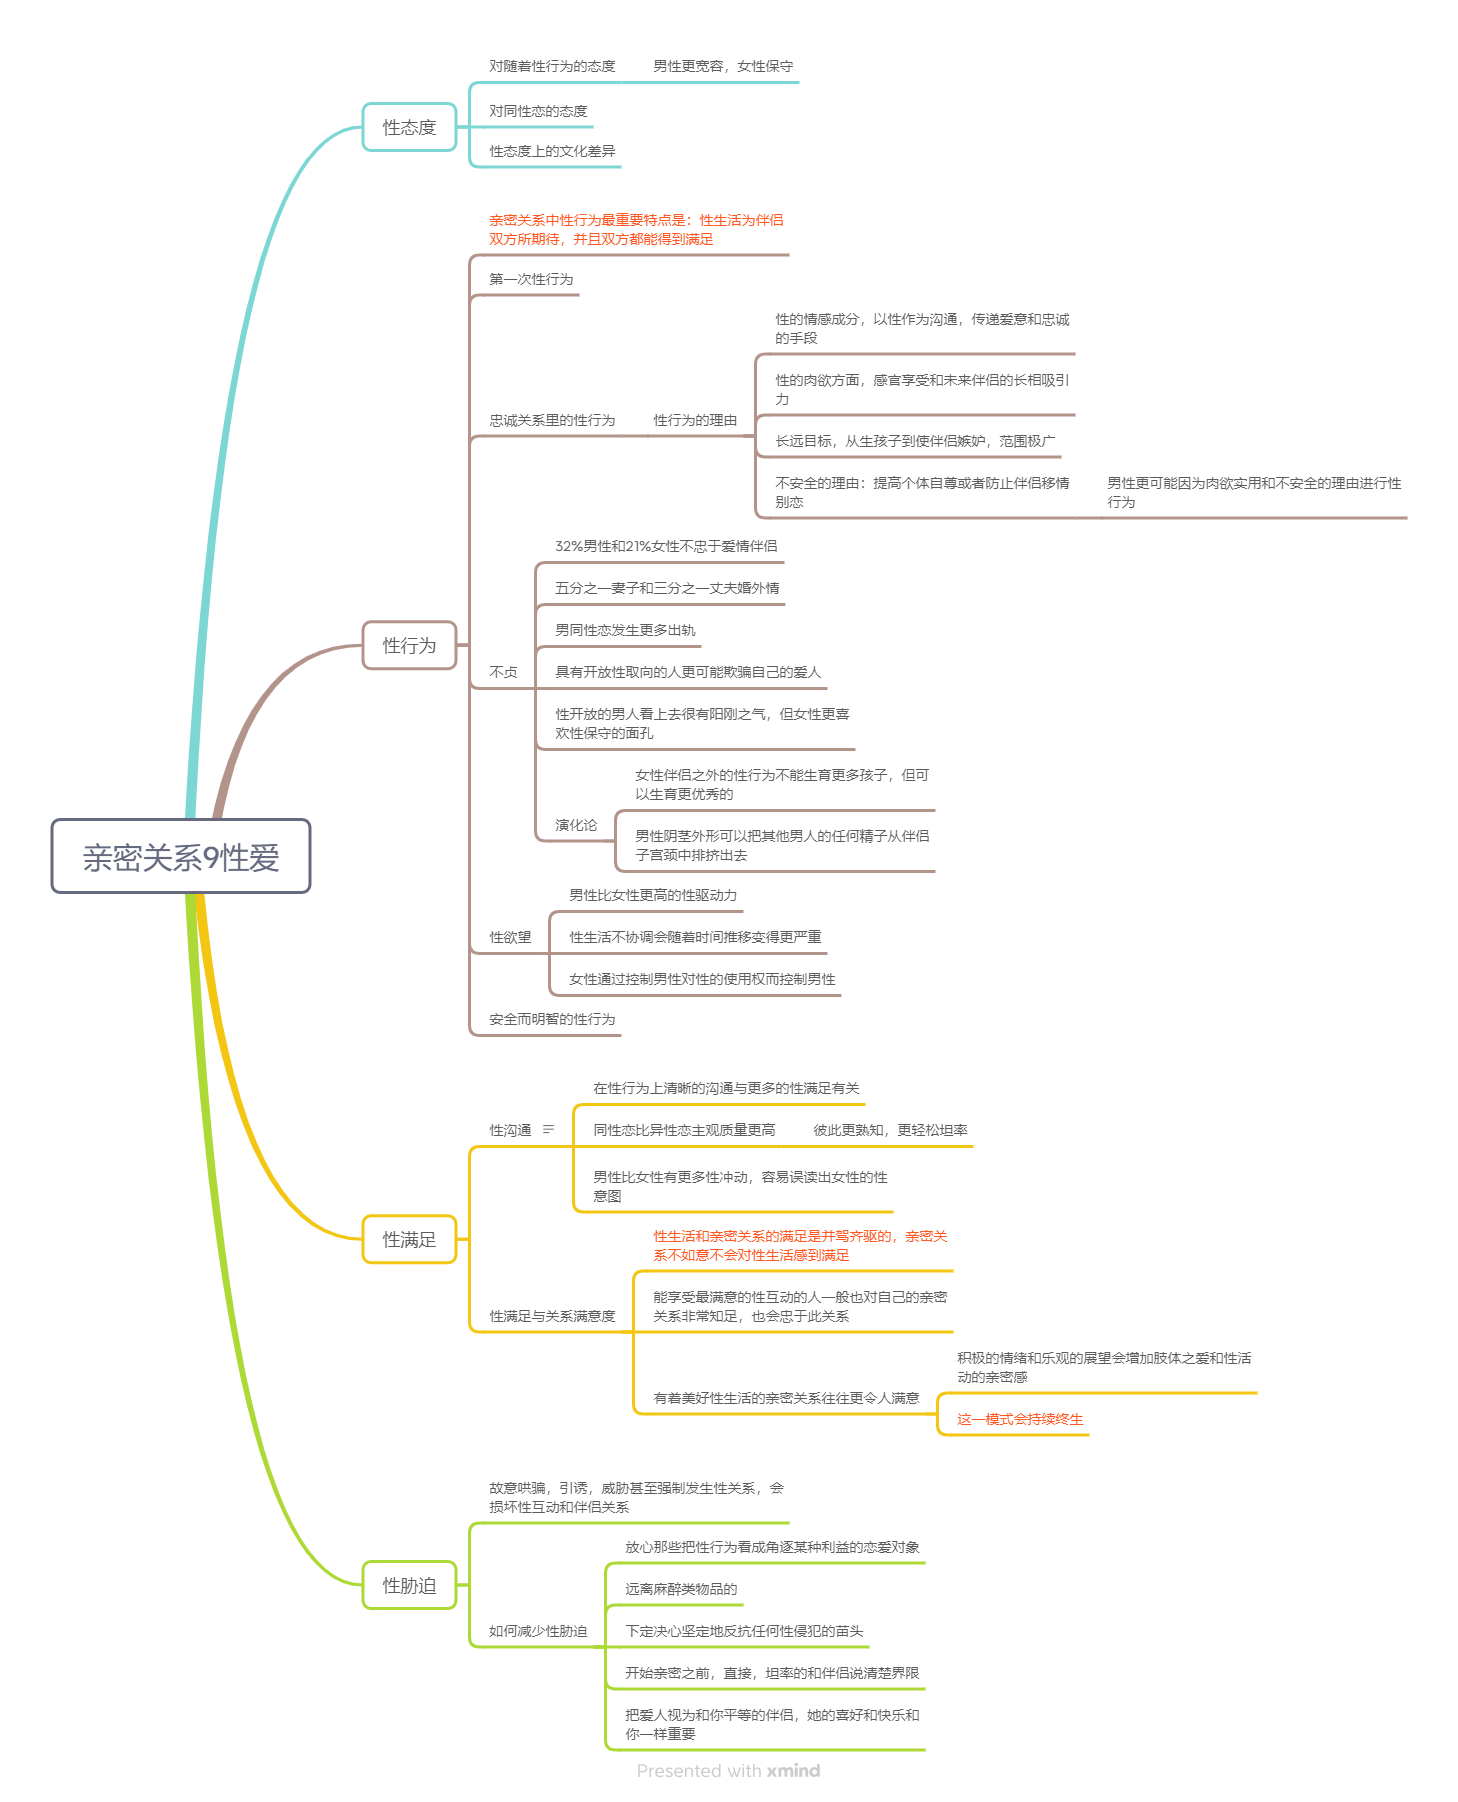 对随着性行为的态度
男性更宽容，女性保守
对同性恋的态度
性态度
性态度上的文化差异
亲密关系中性行为最重要特点是：性生活为伴侣
双方所期待，并且双方都能得到满足
第一次性行为
性的情感成分，以性作为沟通，传递爱意和忠诚
的手段
性的肉欲方面，感官享受和未来伴侣的长相吸引
力
忠诚关系里的性行为
性行为的理由
长远目标，从生孩子到使伴侣嫉妒，范围极广
不安全的理由：提高个体自尊或者防止伴侣移情
别恋
男性更可能因为肉欲实用和不安全的理由进行性
行为
32%男性和21%女性不忠于爱情伴侣
五分之一妻子和三分之一丈夫婚外情
男同性恋发生更多出轨
性行为
不贞
具有开放性取向的人更可能欺骗自己的爱人
性开放的男人看上去很有阳刚之气，但女性更喜
欢性保守的面孔
女性伴侣之外的性行为不能生育更多孩子，但可
以生育更优秀的
演化论
男性阴茎外形可以把其他男人的任何精子从伴侣
子宫颈中排挤出去
亲密关系9性爱
男性比女性更高的性驱动力
性欲望
性生活不协调会随着时间推移变得更严重
女性通过控制男性对性的使用权而控制男性
安全而明智的性行为
在性行为上清晰的沟通与更多的性满足有关
性沟通
同性恋比异性恋主观质量更高
彼此更熟知，更轻松坦率
男性比女性有更多性冲动，容易误读出女性的性
意图
性满足
性生活和亲密关系的满足是并驾齐驱的，亲密关
系不如意不会对性生活感到满足
性满足与关系满意度
能享受最满意的性互动的人一般也对自己的亲密
关系非常知足，也会忠于此关系
有着美好性生活的亲密关系往往更令人满意
积极的情绪和乐观的展望会增加肢体之爱和性活
动的亲密感
这一模式会持续终生
故意哄骗，引诱，威胁甚至强制发生性关系，会
损坏性互动和伴侣关系
性胁迫
放心那些把性行为看成角逐某种利益的恋爱对象
远离麻醉类物品的
如何减少性胁迫
下定决心坚定地反抗任何性侵犯的苗头
开始亲密之前，直接，坦率的和伴侣说清楚界限
把爱人视为和你平等的伴侣，她的喜好和快乐和
你一样重要
Presented with xmind